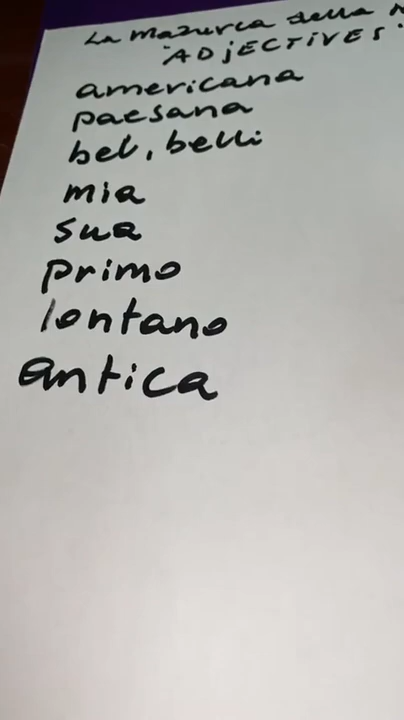 La Mazurca della
"ADJECTIVES"
americana
paesana
bel, belli
mia
sua
primo
lontano
antica